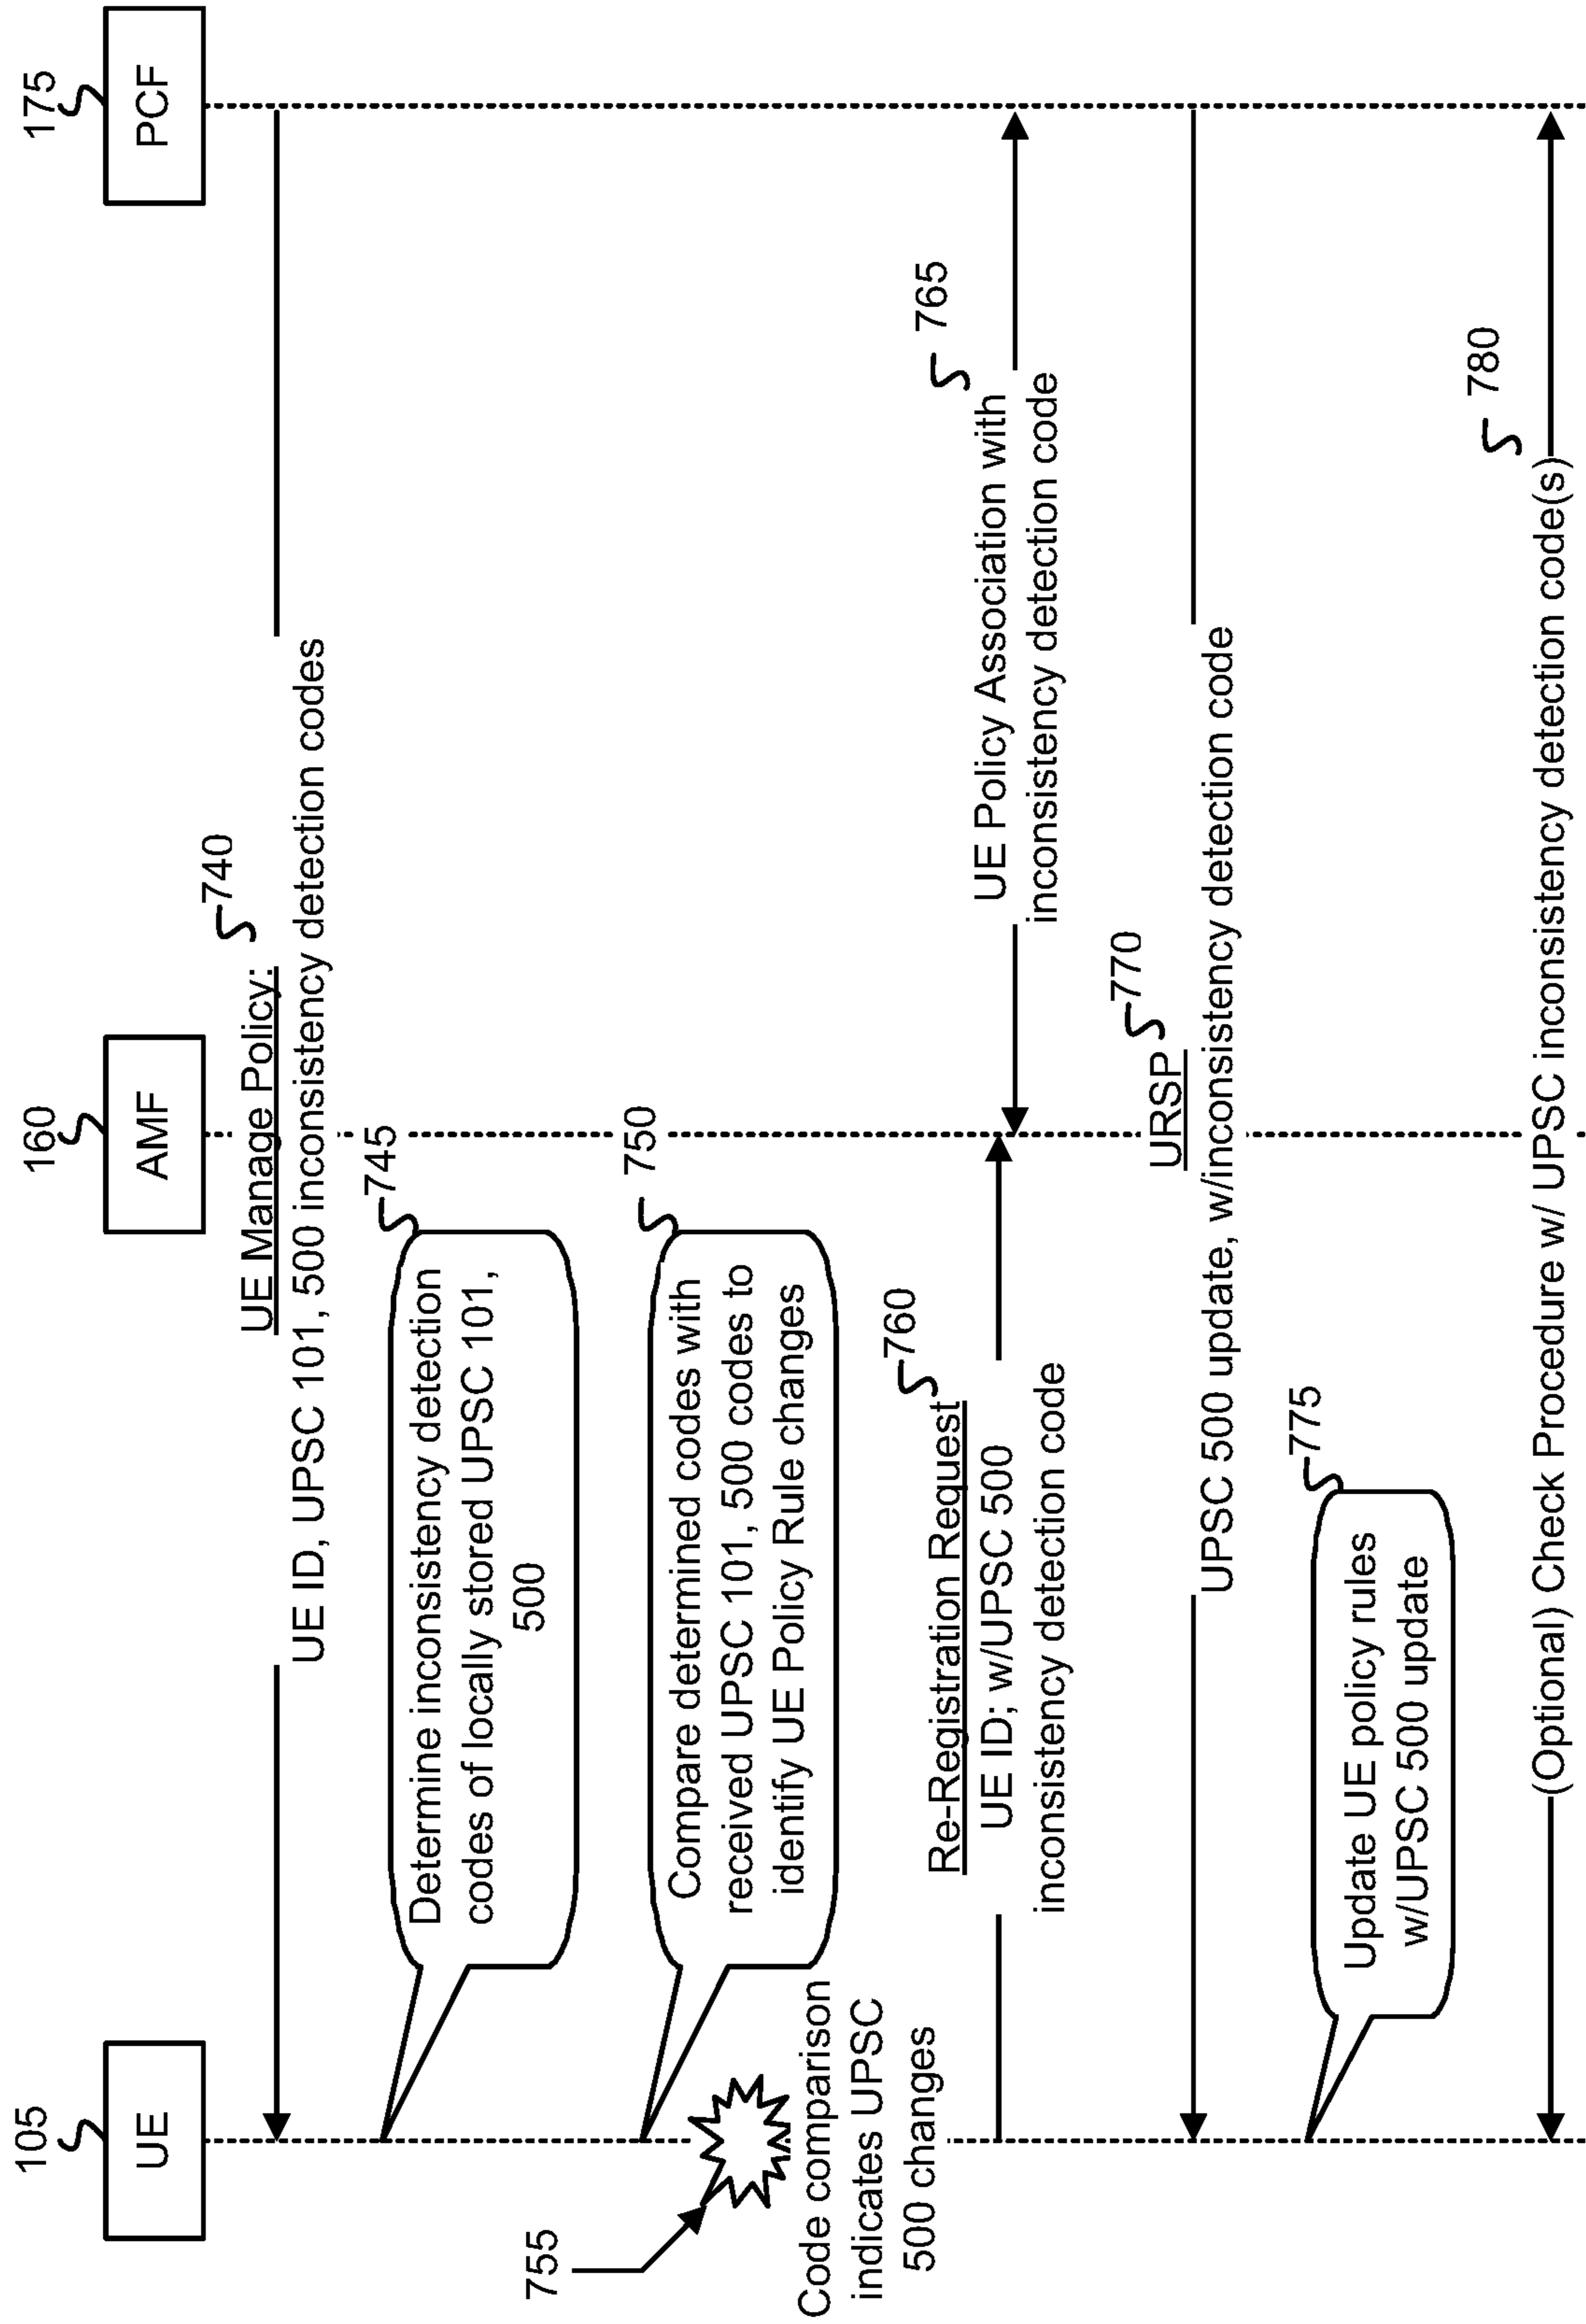 105
UE
160
AMF
175
PCF
UE Manage Policy:
740
UE ID, UPSC 101, 500 inconsistency detection codes
745
Determine inconsistency detection
codes of locally stored UPSC 101,
500
750
Compare determined codes with
received UPSC 101, 500 codes to
identify UE Policy Rule changes
755
Code comparison
indicates UPSC
500 changes
760
Re-Registration Request
UE ID; w/UPSC 500
inconsistency detection code
765
UE Policy Association with
inconsistency detection code
770
URSP
UPSC 500 update, w/inconsistency detection code
775
Update UE policy rules
w/UPSC 500 update
780
(Optional) Check Procedure w/ UPSC inconsistency detection code(s)